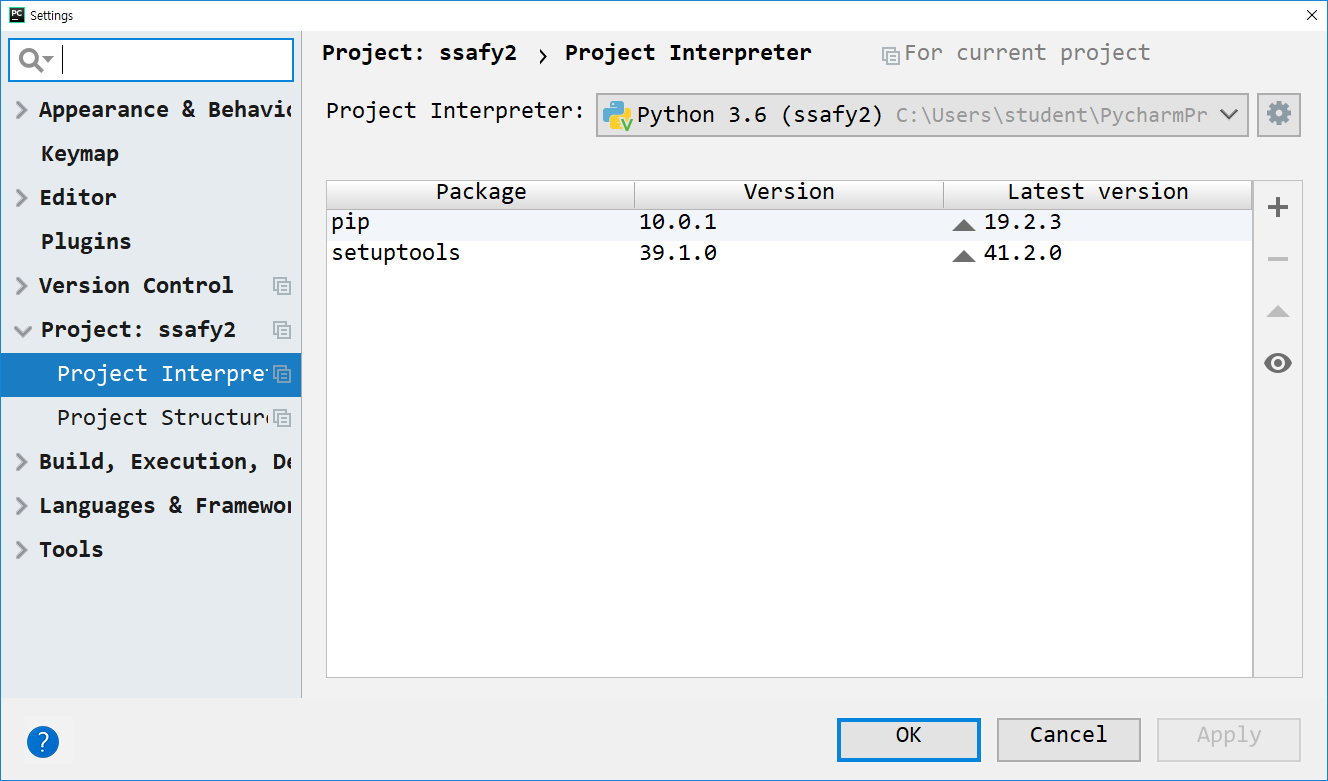 PC Settings
Project: ssafy2 › Project Interpreter For current project
Appearance & Behavic
Project Interpreter: Python 3.6 (ssafy2) C:\Users\student\PycharmPr
Keymap
Editor
Plugins
Version Control
Project: ssafy2
Project Interpre
Project Structur
Build, Execution, De
Languages & Framewor
Tools
Package Version Latest version
pip 10.0.1 19.2.3
setuptools 39.1.0 41.2.0
? OK Cancel Apply